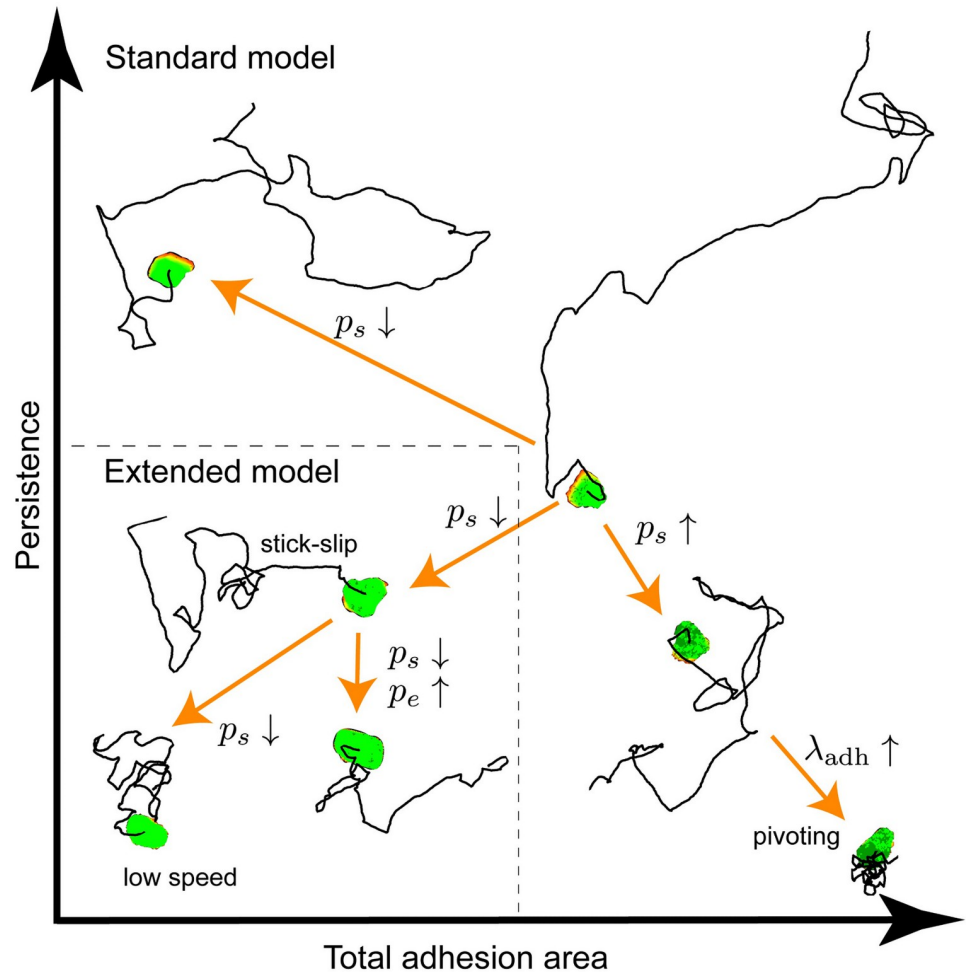 Standard model
p_s ↓
Persistence
Extended model
p_s ↓
p_s ↑
stick-slip
p_s ↓
p_e ↑
p_s ↓
λ_adh ↑
pivoting
low speed
Total adhesion area